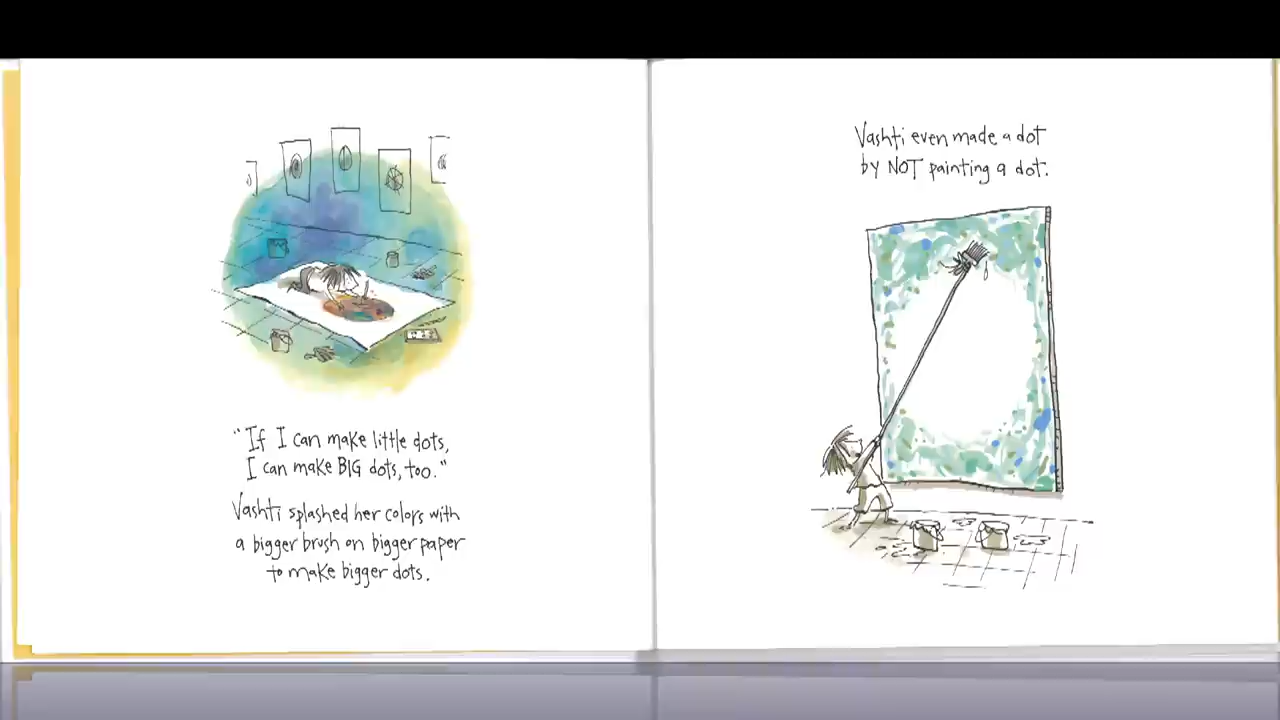 "If I can make little dots,
I can make BIG dots, too."
Vashti splashed her colors with
a bigger brush on bigger paper
to make bigger dots.
Vashti even made a dot
by NOT painting a dot.